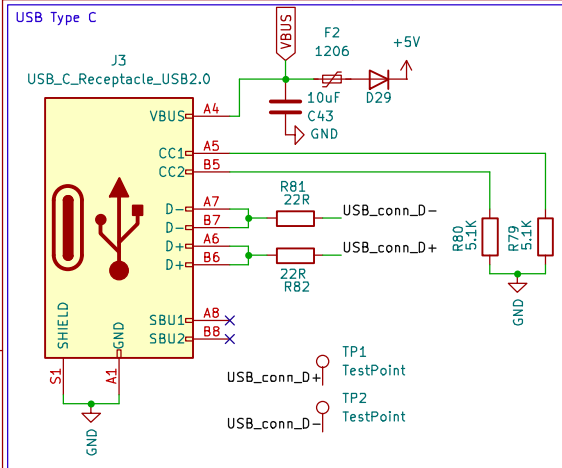 USB Type C
J3
USB_C_Receptacle_USB2.0
VBUS
F2
1206
+5V
10uF
C43
GND
D29
VBUS
A4
CC1
A5
CC2
B5
D-
A7
D-
B7
D+
A6
D+
B6
R81
22R
USB_conn_D-
USB_conn_D+
22R
R82
R80
5.1K
R79
5.1K
GND
SHIELD
GND
SBU1
A8
SBU2
B8
S1
A1
GND
TP1
TestPoint
USB_conn_D+
TP2
TestPoint
USB_conn_D-